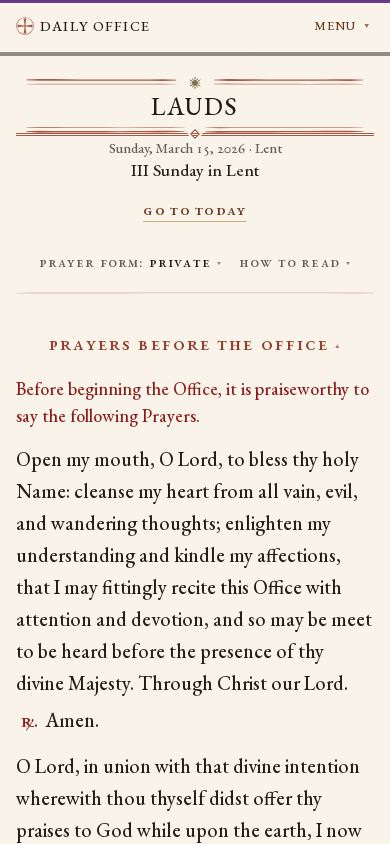 DAILY OFFICE
MENU ▾
LAUDS
Sunday, March 15, 2026 · Lent
III Sunday in Lent
GO TO TODAY
PRAYER FORM: PRIVATE ▾ HOW TO READ ▾
PRAYERS BEFORE THE OFFICE ▴
Before beginning the Office, it is praiseworthy to
say the following Prayers.
Open my mouth, O Lord, to bless thy holy
Name: cleanse my heart from all vain, evil,
and wandering thoughts; enlighten my
understanding and kindle my affections,
that I may fittingly recite this Office with
attention and devotion, and so may be meet
to be heard before the presence of thy
divine Majesty. Through Christ our Lord.
℟. Amen.
O Lord, in union with that divine intention
wherewith thou thyself didst offer thy
praises to God while upon the earth, I now